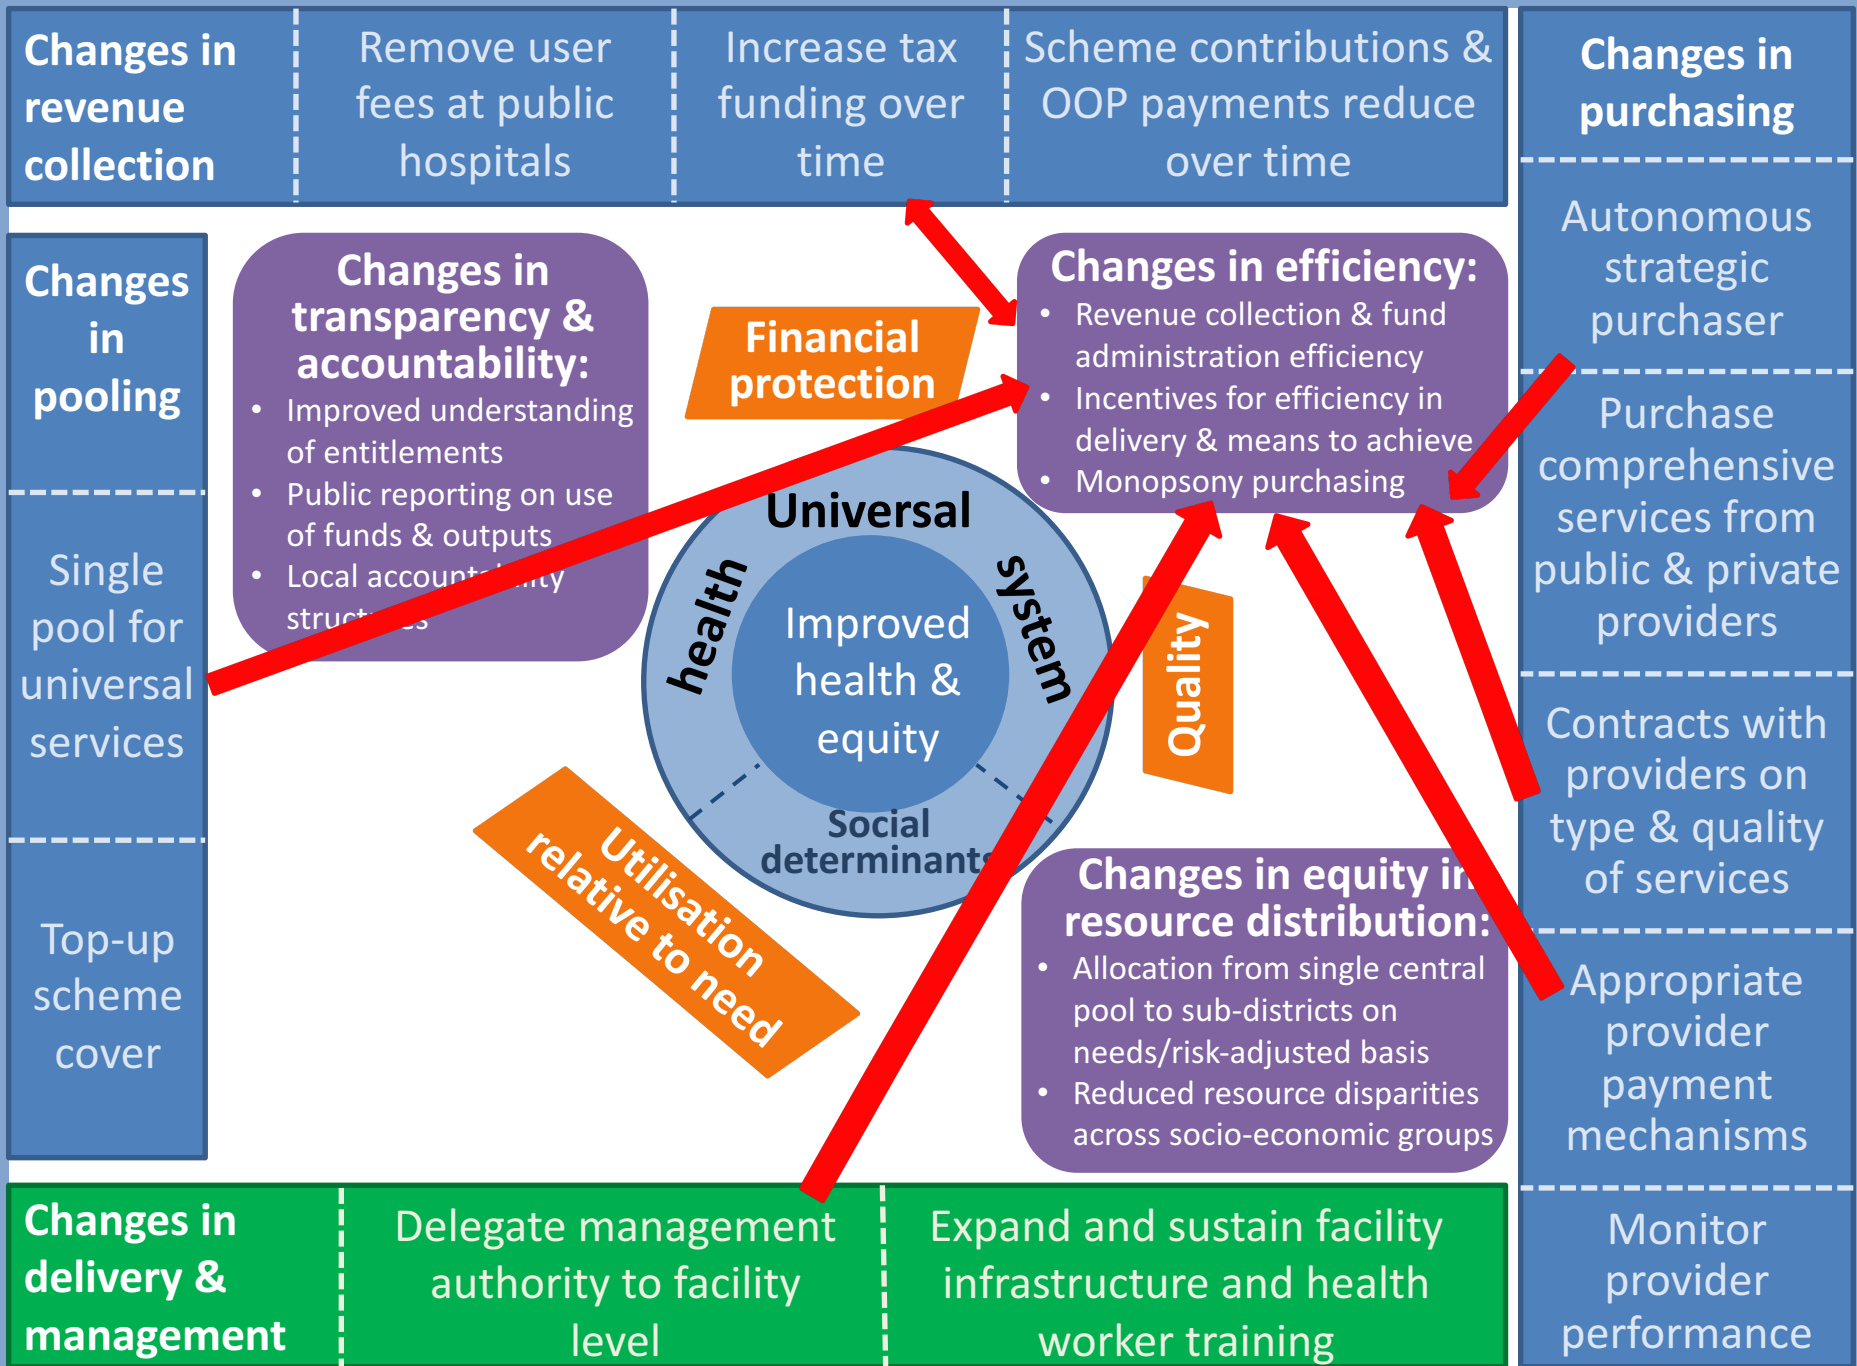 Changes in
revenue
collection
Remove user
fees at public
hospitals
Increase tax
funding over
time
Scheme contributions &
OOP payments reduce
over time
Changes in
purchasing
Autonomous
strategic
purchaser
Purchase
comprehensive
services from
public & private
providers
Contracts with
providers on
type & quality
of services
Appropriate
provider
payment
mechanisms
Monitor
provider
performance
Changes
in
pooling
Single
pool for
universal
services
Top-up
scheme
cover
Changes in
transparency &
accountability:
• Improved understanding
of entitlements
• Public reporting on use
of funds & outputs
• Local accountability
structures
Financial
protection
Changes in efficiency:
• Revenue collection & fund
administration efficiency
• Incentives for efficiency in
delivery & means to achieve
• Monopsony purchasing
Universal
health
system
Improved
health &
equity
Social
determinants
Quality
Utilisation
relative to need
Changes in equity in
resource distribution:
• Allocation from single central
pool to sub-districts on
needs/risk-adjusted basis
• Reduced resource disparities
across socio-economic groups
Changes in
delivery &
management
Delegate management
authority to facility
level
Expand and sustain facility
infrastructure and health
worker training